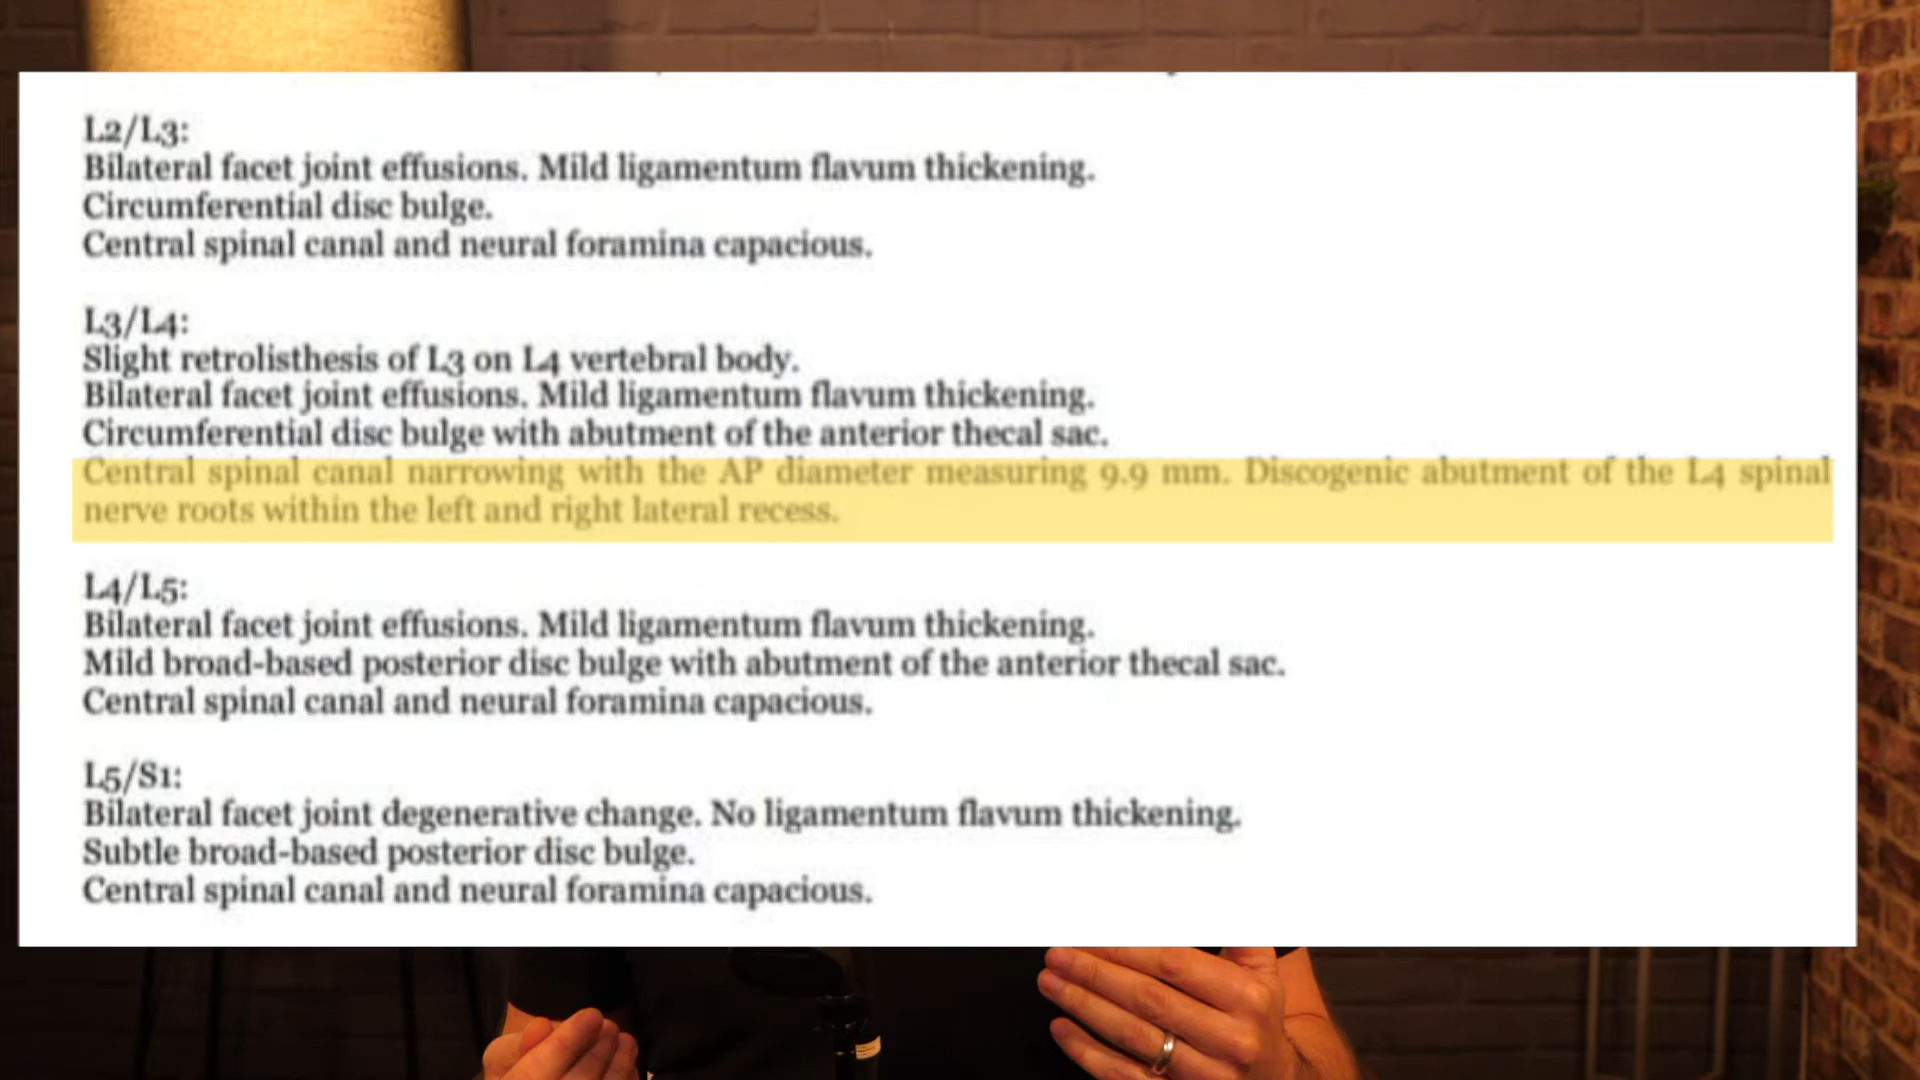 L2/L3:
Bilateral facet joint effusions. Mild ligamentum flavum thickening.
Circumferential disc bulge.
Central spinal canal and neural foramina capacious.
L3/L4:
Slight retrolisthesis of L3 on L4 vertebral body.
Bilateral facet joint effusions. Mild ligamentum flavum thickening.
Circumferential disc bulge with abutment of the anterior thecal sac.
Central spinal canal narrowing with the AP diameter measuring 9.9 mm. Discogenic abutment of the L4 spinal
nerve roots within the left and right lateral recess.
L4/L5:
Bilateral facet joint effusions. Mild ligamentum flavum thickening.
Mild broad-based posterior disc bulge with abutment of the anterior thecal sac.
Central spinal canal and neural foramina capacious.
L5/S1:
Bilateral facet joint degenerative change. No ligamentum flavum thickening.
Subtle broad-based posterior disc bulge.
Central spinal canal and neural foramina capacious.